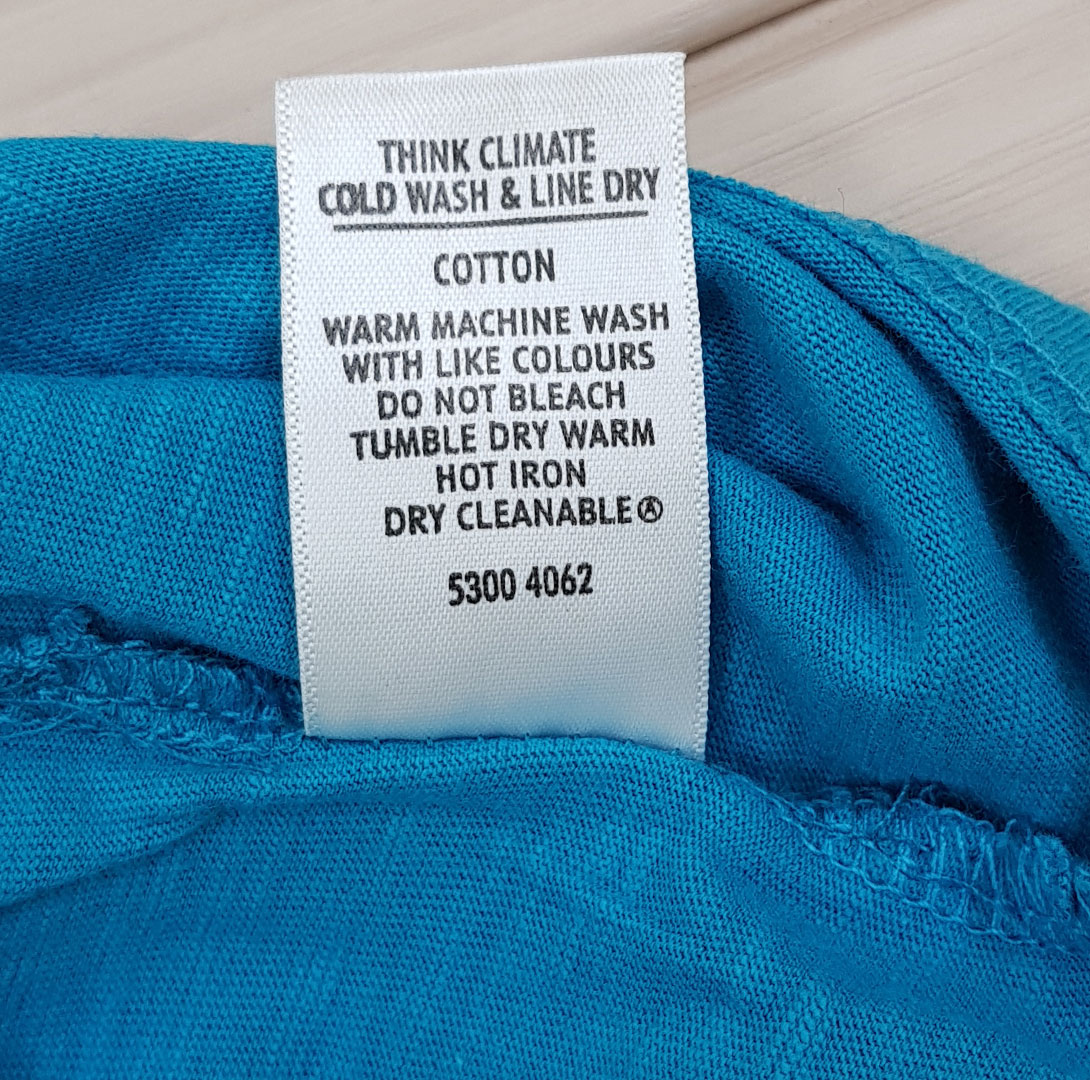 THINK CLIMATE
COLD WASH & LINE DRY
COTTON
WARM MACHINE WASH
WITH LIKE COLOURS
DO NOT BLEACH
TUMBLE DRY WARM
HOT IRON
DRY CLEANABLE Ⓐ
5300 4062